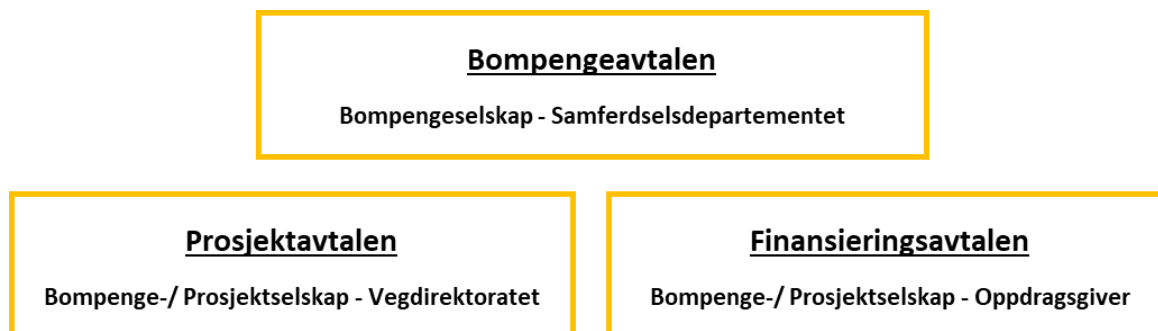 Bompengeavtalen
Bompengeselskap - Samferdselsdepartementet
Prosjektavtalen
Bompenge-/ Prosjektselskap - Vegdirektoratet
Finansieringsavtalen
Bompenge-/ Prosjektselskap - Oppdragsgiver